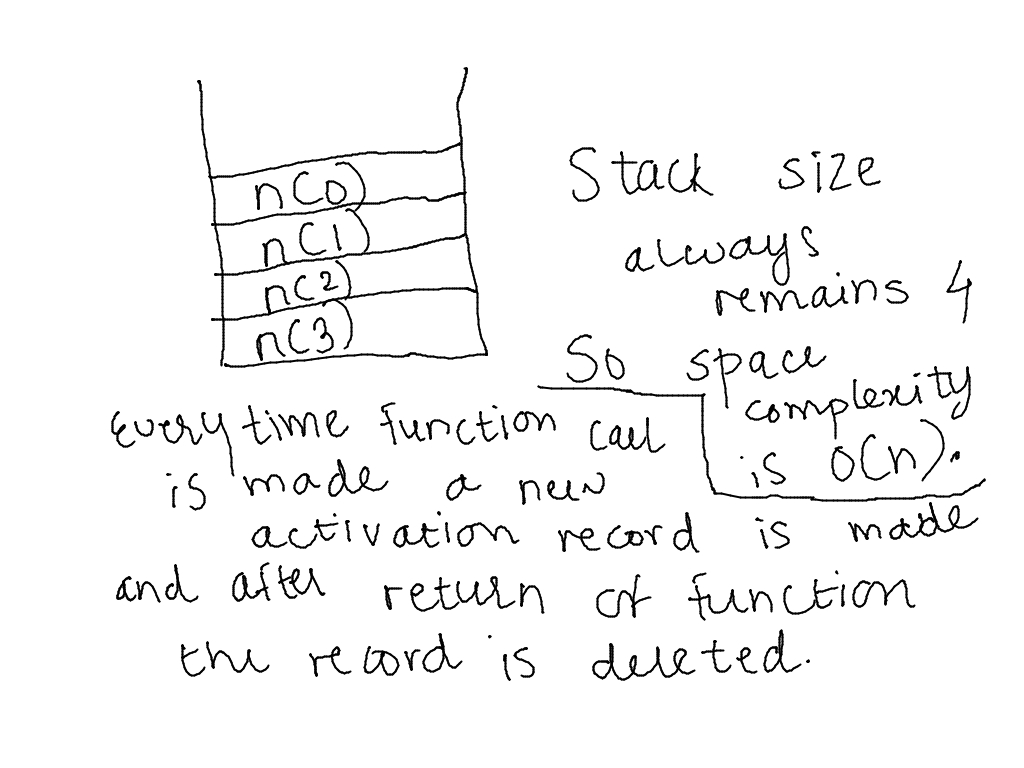 n(0)
n(1)
n(2)
n(3)
Stack size
always
remains 4
So space
complexity
is O(n).
Every time function call
is made a new
activation record is made
and after return of function
the record is deleted.